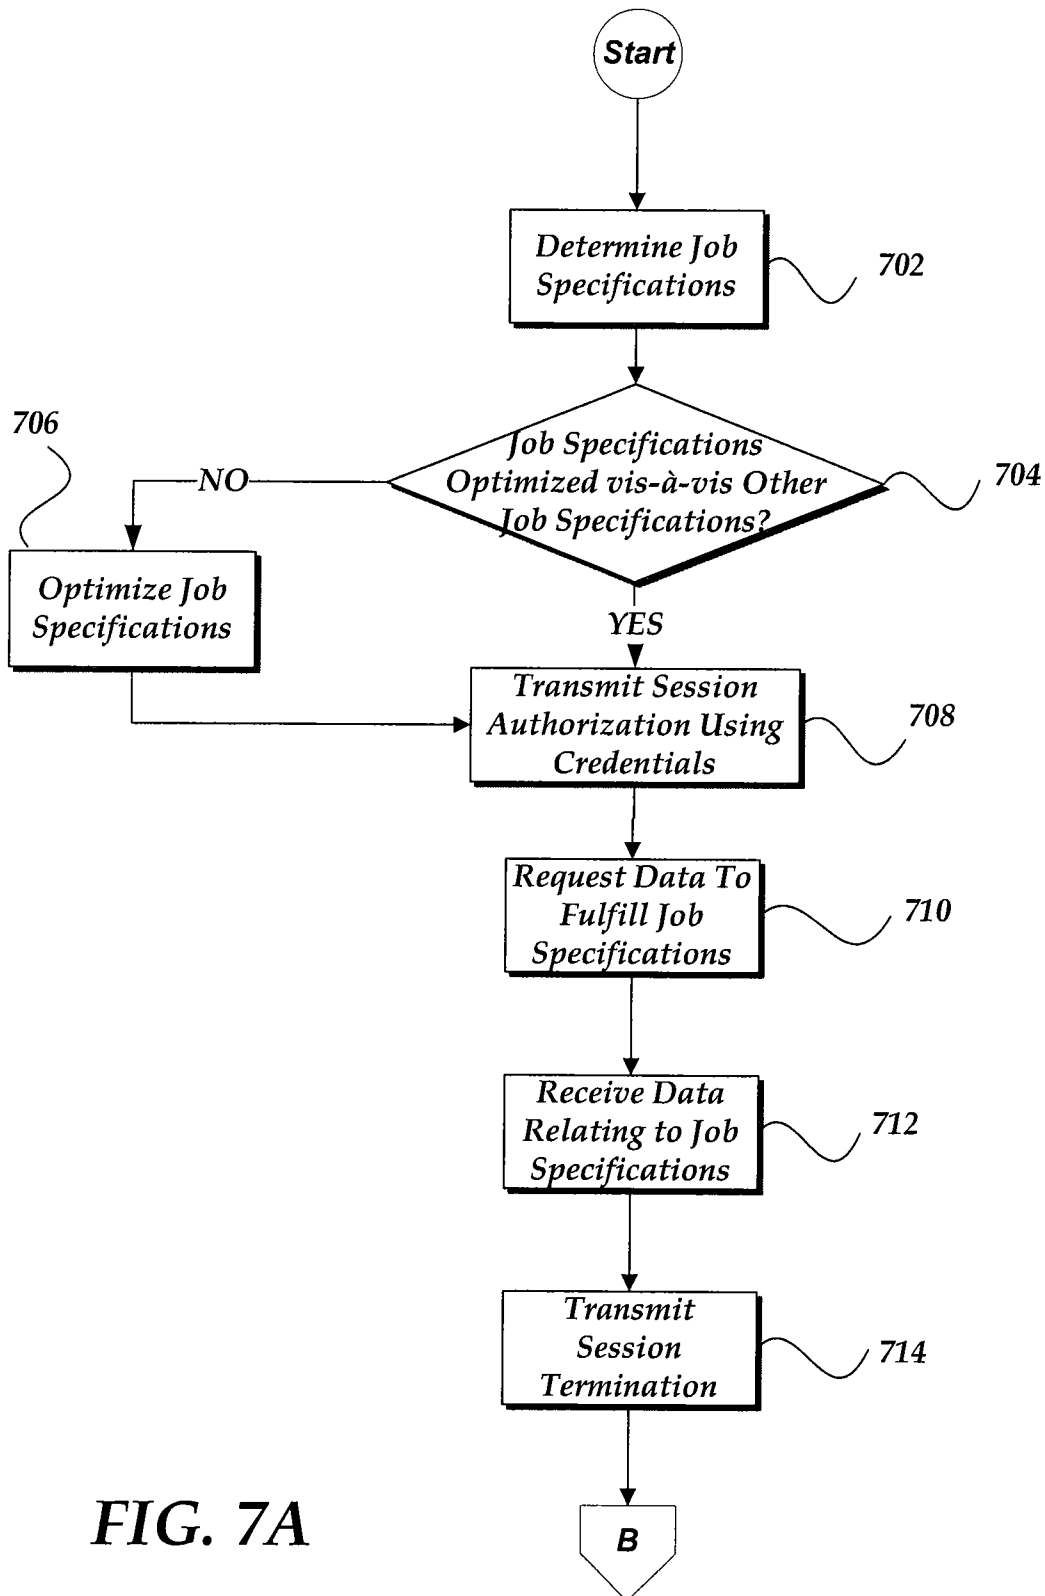 Start
Determine Job
Specifications
702
Job Specifications
Optimized vis-à-vis Other
Job Specifications?
704
NO
706
Optimize Job
Specifications
YES
Transmit Session
Authorization Using
Credentials
708
Request Data To
Fulfill Job
Specifications
710
Receive Data
Relating to Job
Specifications
712
Transmit
Session
Termination
714
B
FIG. 7A